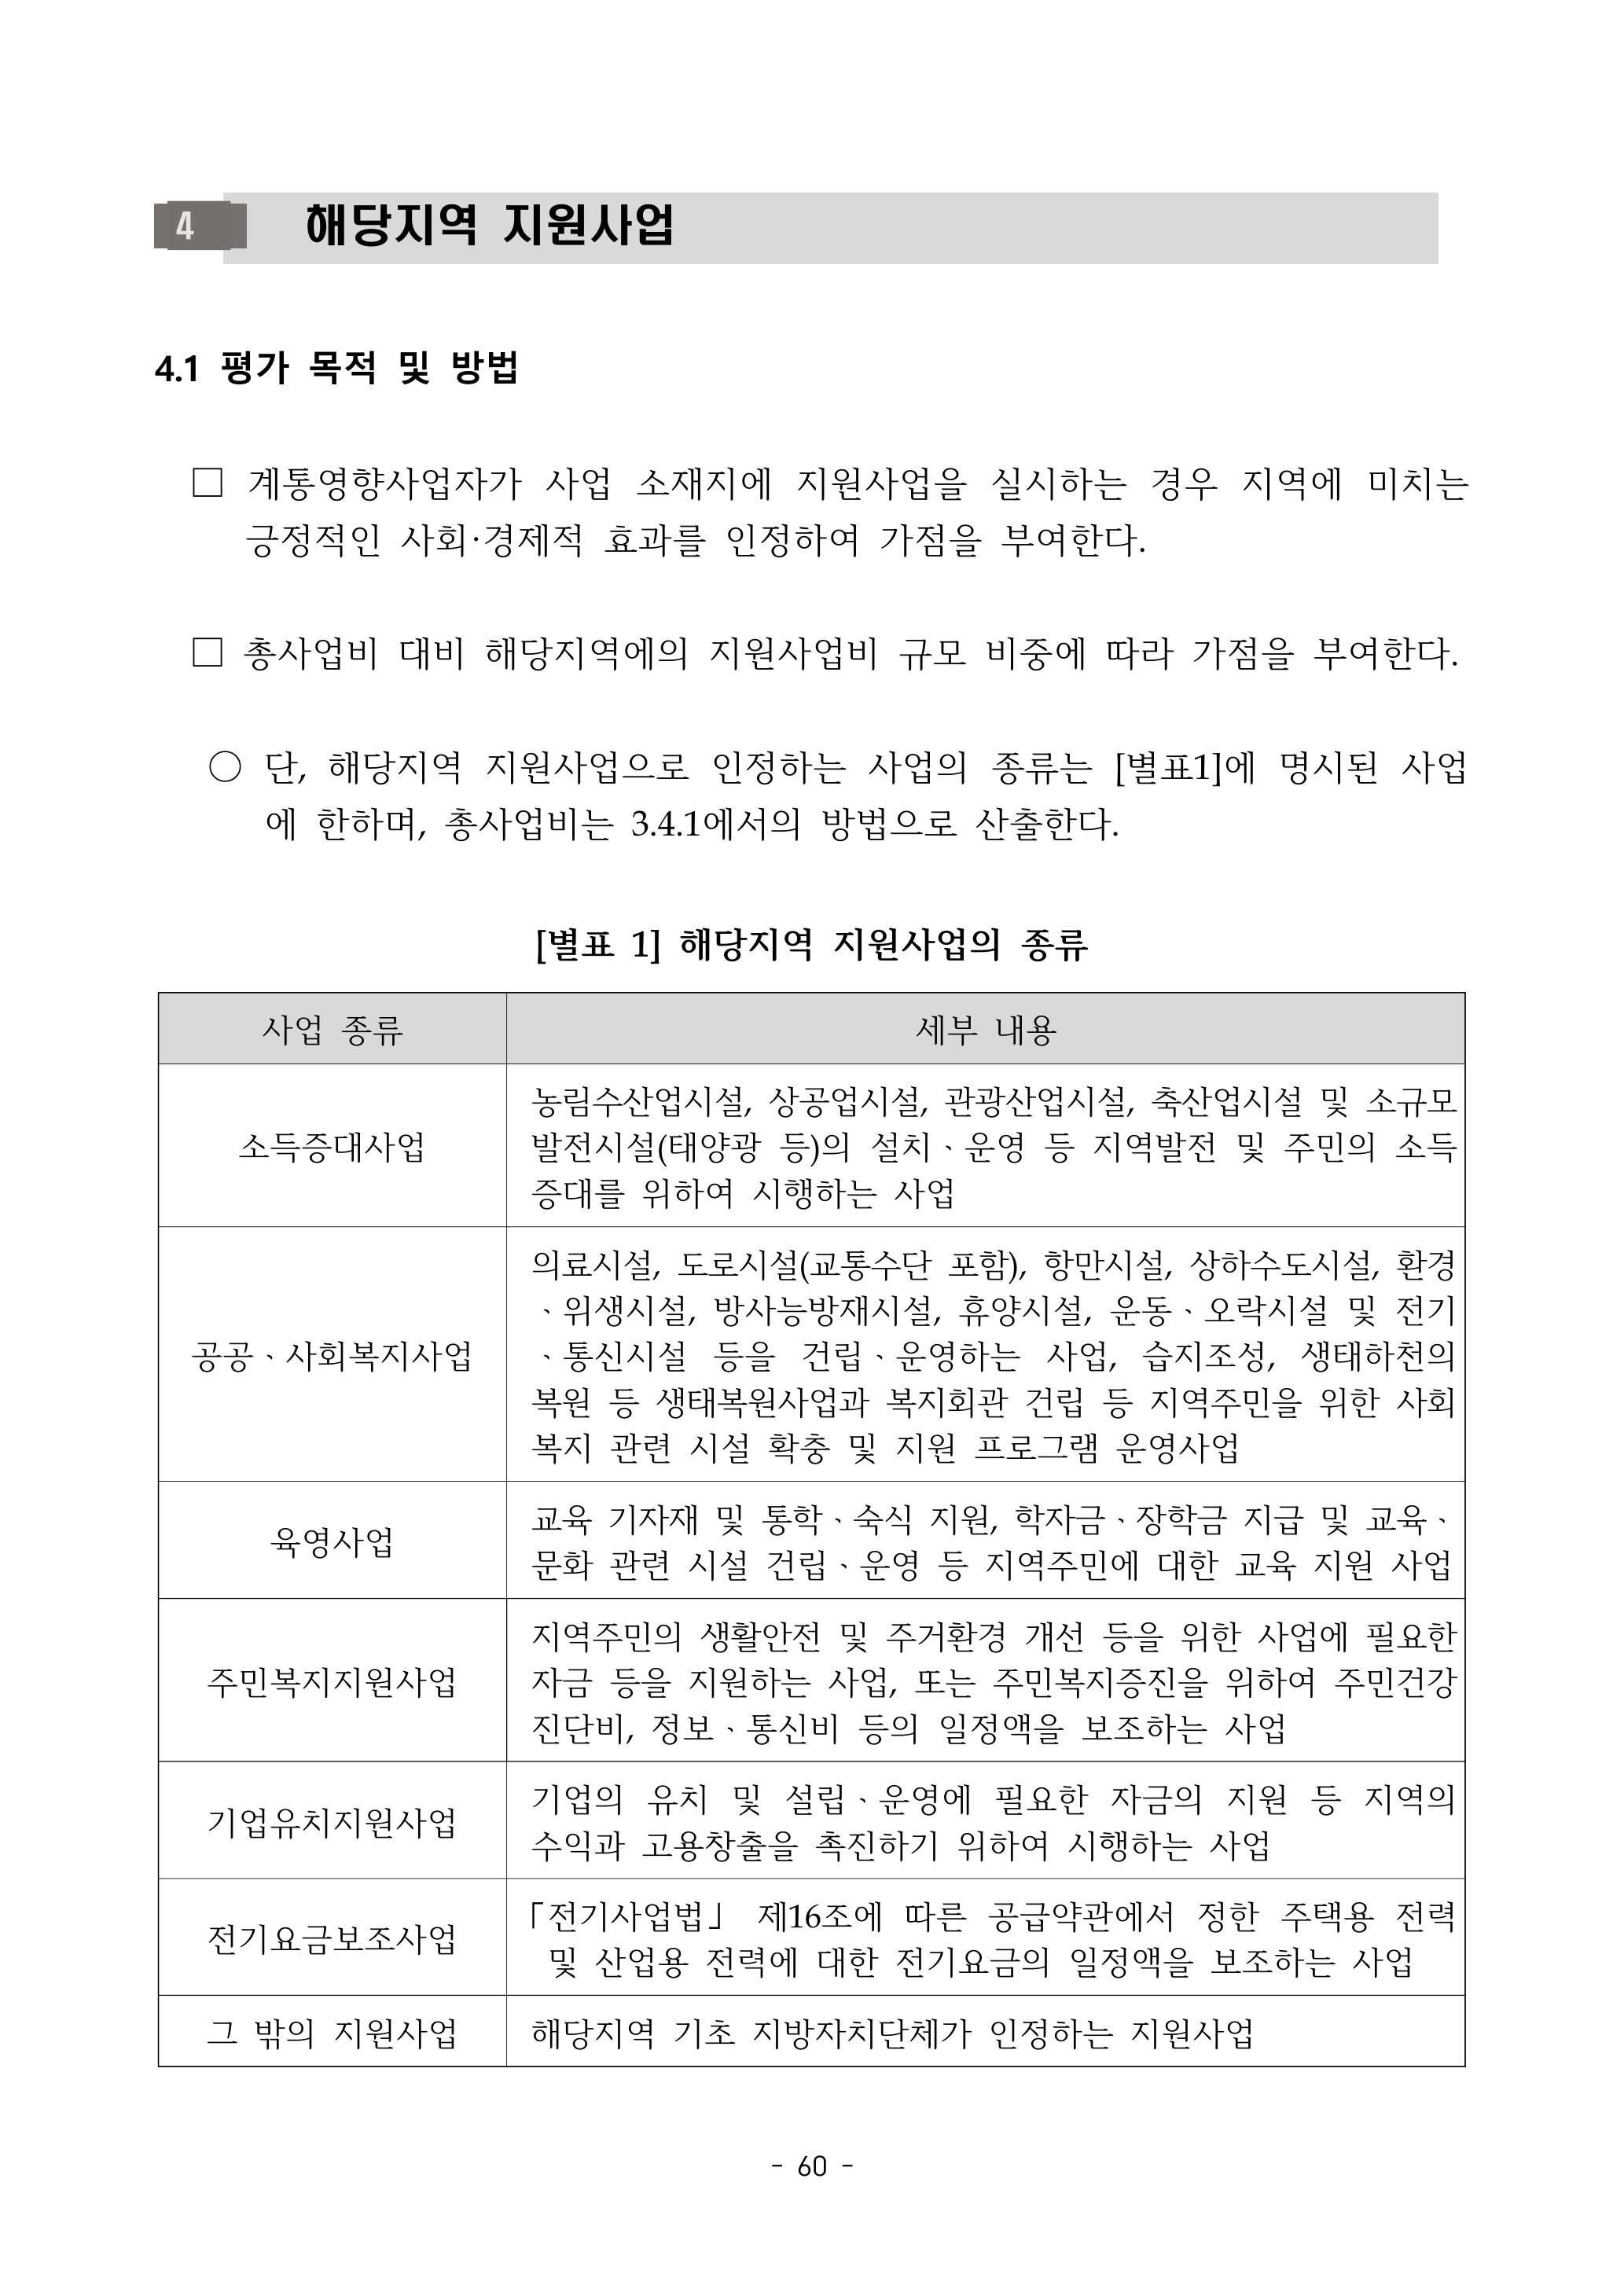 4 해당지역 지원사업
4.1 평가 목적 및 방법
□ 계통영향사업자가 사업 소재지에 지원사업을 실시하는 경우 지역에 미치는
긍정적인 사회·경제적 효과를 인정하여 가점을 부여한다.
□ 총사업비 대비 해당지역에의 지원사업비 규모 비중에 따라 가점을 부여한다.
○ 단, 해당지역 지원사업으로 인정하는 사업의 종류는 [별표1]에 명시된 사업
에 한하며, 총사업비는 3.4.1에서의 방법으로 산출한다.
[별표 1] 해당지역 지원사업의 종류
사업 종류 세부 내용
소득증대사업
농림수산업시설, 상공업시설, 관광산업시설, 축산업시설 및 소규모
발전시설(태양광 등)의 설치ㆍ운영 등 지역발전 및 주민의 소득
증대를 위하여 시행하는 사업
공공ㆍ사회복지사업
의료시설, 도로시설(교통수단 포함), 항만시설, 상하수도시설, 환경
ㆍ위생시설, 방사능방재시설, 휴양시설, 운동ㆍ오락시설 및 전기
ㆍ통신시설 등을 건립ㆍ운영하는 사업, 습지조성, 생태하천의
복원 등 생태복원사업과 복지회관 건립 등 지역주민을 위한 사회
복지 관련 시설 확충 및 지원 프로그램 운영사업
육영사업
교육 기자재 및 통학ㆍ숙식 지원, 학자금ㆍ장학금 지급 및 교육ㆍ
문화 관련 시설 건립ㆍ운영 등 지역주민에 대한 교육 지원 사업
주민복지지원사업
지역주민의 생활안전 및 주거환경 개선 등을 위한 사업에 필요한
자금 등을 지원하는 사업, 또는 주민복지증진을 위하여 주민건강
진단비, 정보ㆍ통신비 등의 일정액을 보조하는 사업
기업유치지원사업
기업의 유치 및 설립ㆍ운영에 필요한 자금의 지원 등 지역의
수익과 고용창출을 촉진하기 위하여 시행하는 사업
전기요금보조사업
「전기사업법」 제16조에 따른 공급약관에서 정한 주택용 전력
및 산업용 전력에 대한 전기요금의 일정액을 보조하는 사업
그 밖의 지원사업 해당지역 기초 지방자치단체가 인정하는 지원사업
- 60 -